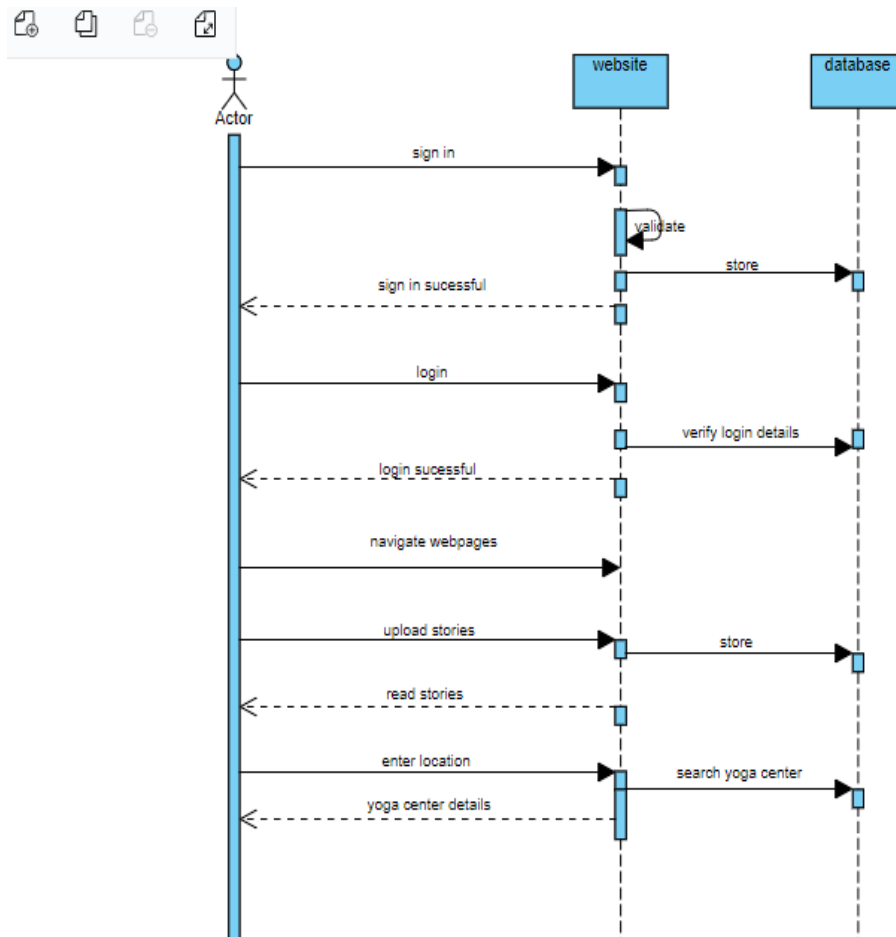 website
database
Actor
sign in
validate
store
sign in sucessful
login
verify login details
login sucessful
navigate webpages
upload stories
store
read stories
enter location
search yoga center
yoga center details